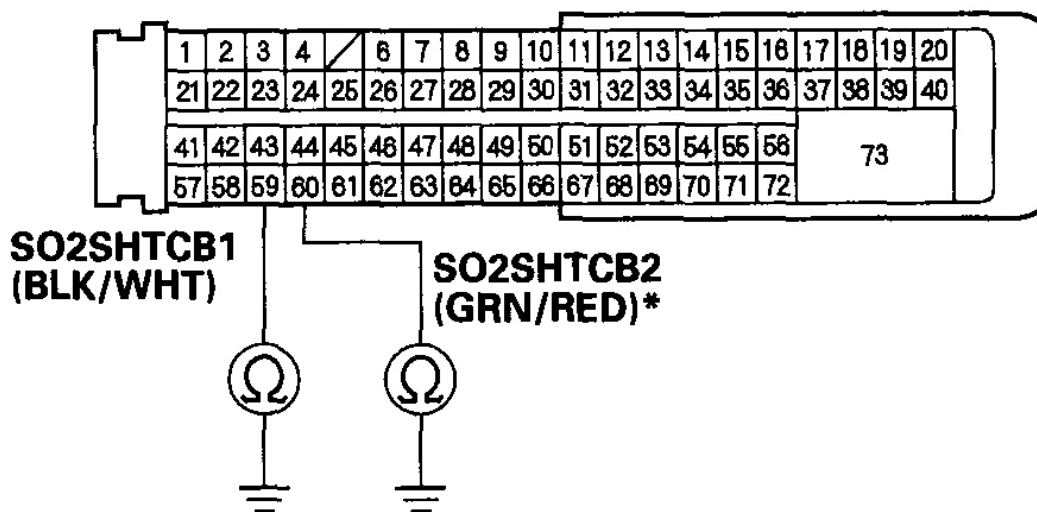 1 2 3 4 6 7 8 9 10 11 12 13 14 15 16 17 18 19 20
21 22 23 24 25 26 27 28 29 30 31 32 33 34 35 36 37 38 39 40
41 42 43 44 45 46 47 48 49 50 51 52 53 54 55 56 73
57 58 59 60 61 62 63 64 65 66 67 68 69 70 71 72
SO2SHTCB1
(BLK/WHT)
SO2SHTCB2
(GRN/RED)*
Ω Ω